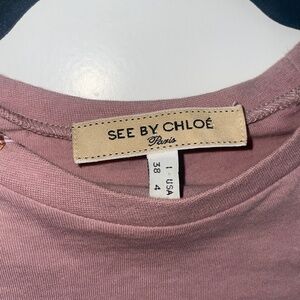 SEE BY CHLOÉ
Paris
I - USA
38 4